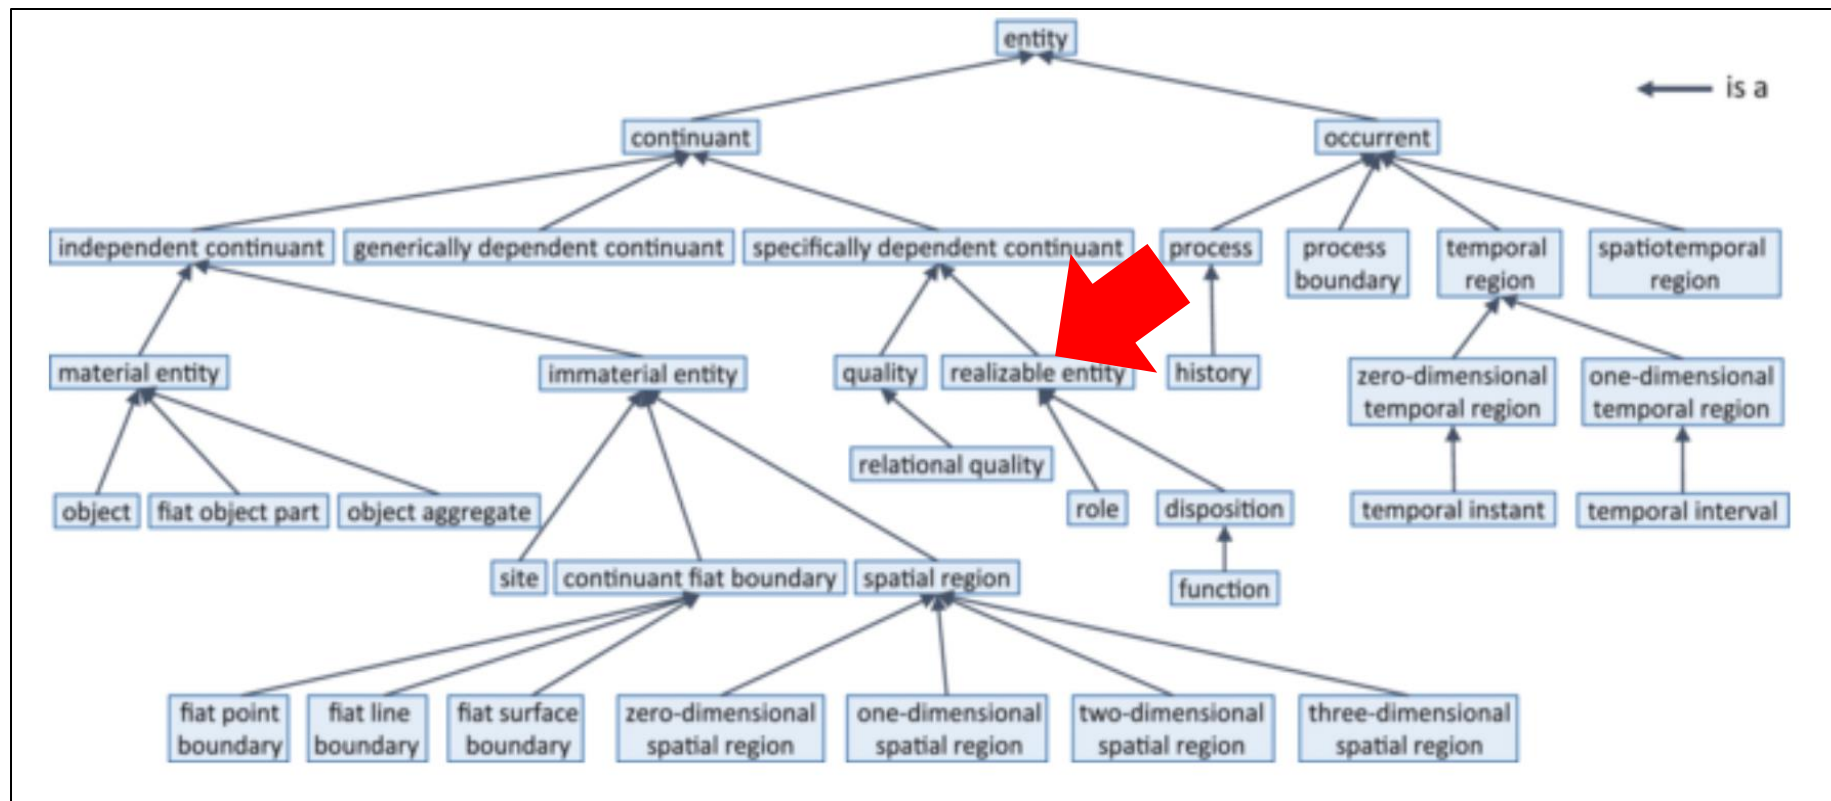 entity
is a
continuant
occurrent
independent continuant
generically dependent continuant
specifically dependent continuant
process
process
boundary
temporal
region
spatiotemporal
region
material entity
immaterial entity
quality
realizable entity
history
zero-dimensional
temporal region
one-dimensional
temporal region
relational quality
object
fiat object part
object aggregate
role
disposition
temporal instant
temporal interval
site
continuant fiat boundary
spatial region
function
fiat point
boundary
fiat line
boundary
fiat surface
boundary
zero-dimensional
spatial region
one-dimensional
spatial region
two-dimensional
spatial region
three-dimensional
spatial region